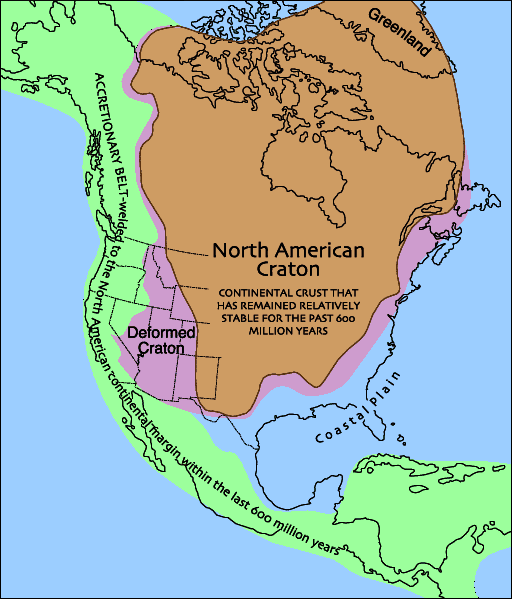 Greenland
ACCRETIONARY BELT-welded to the North American continental margin within the last 600 million years
North American
Craton
CONTINENTAL CRUST THAT
HAS REMAINED RELATIVELY
STABLE FOR THE PAST 600
MILLION YEARS
Deformed
Craton
Coastal Plain